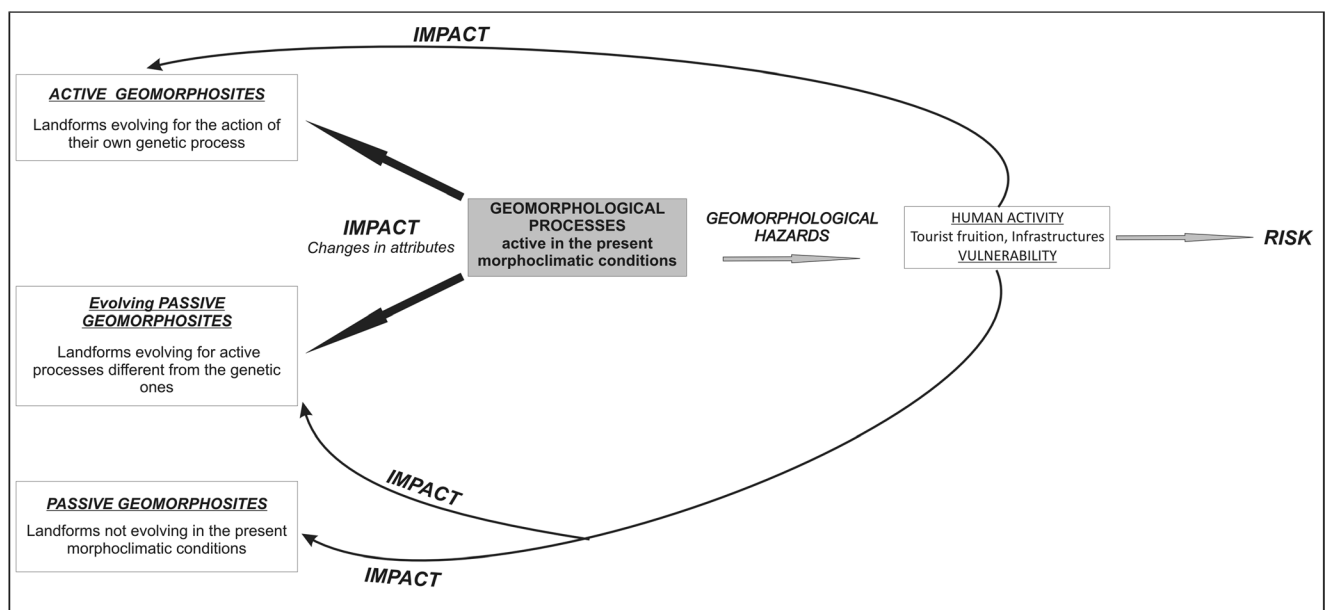 IMPACT
ACTIVE GEOMORPHOSITES
Landforms evolving for the action of
their own genetic process
IMPACT
Changes in attributes
GEOMORPHOLOGICAL
PROCESSES
active in the present
morphoclimatic conditions
GEOMORPHOLOGICAL
HAZARDS
HUMAN ACTIVITY
Tourist fruition, Infrastructures
VULNERABILITY
RISK
Evolving PASSIVE
GEOMORPHOSITES
Landforms evolving for active
processes different from the genetic
ones
IMPACT
PASSIVE GEOMORPHOSITES
Landforms not evolving in the present
morphoclimatic conditions
IMPACT